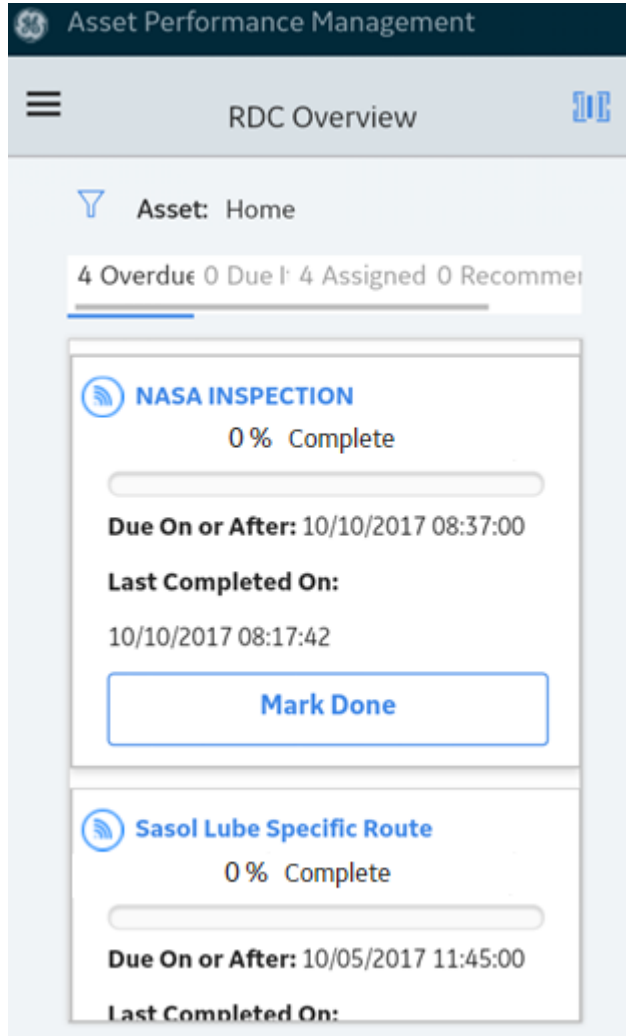 Asset Performance Management
RDC Overview
Asset: Home
4 Overdue 0 Due 4 Assigned 0 Recommen
NASA INSPECTION
0 % Complete
Due On or After: 10/10/2017 08:37:00
Last Completed On:
10/10/2017 08:17:42
Mark Done
Sasol Lube Specific Route
0 % Complete
Due On or After: 10/05/2017 11:45:00
Last Completed On: